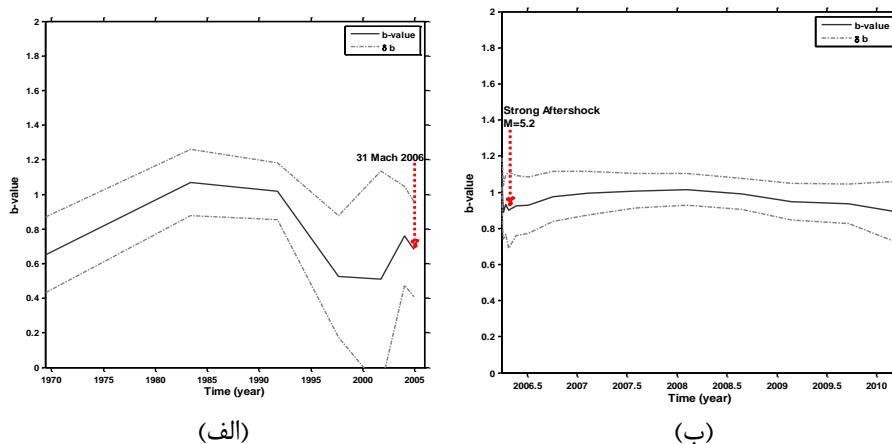 2
1.8
1.6
1.4
1.2
1
0.8
0.6
0.4
0.2
0
b-value
b-value
δ b
31 Mach 2006
1970 1975 1980 1985 1990 1995 2000 2005
Time (year)
(الف)
2
1.8
1.6
1.4
1.2
1
0.8
0.6
0.4
0.2
0
b-value
b-value
δ b
Strong Aftershock
M=5.2
2006.5 2007 2007.5 2008 2008.5 2009 2009.5 2010
Time (year)
(ب)